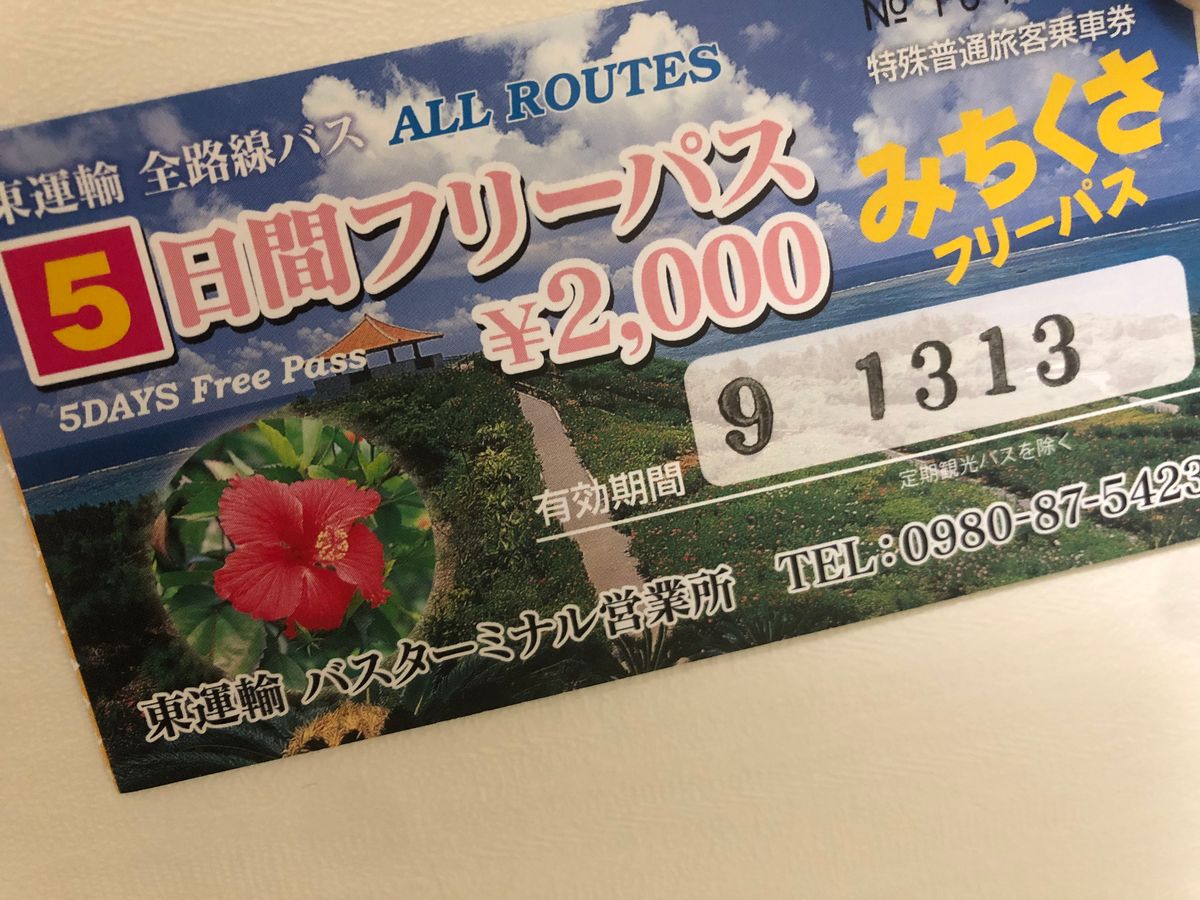 No
特殊普通旅客乗車券
東運輸 全路線バス ALL ROUTES
みちくさ
フリーパス
5日間フリーパス
¥2,000
5DAYS Free Pass
9 1313
有効期間
定期観光バスを除く
東運輸 バスターミナル営業所 TEL:0980-87-5423